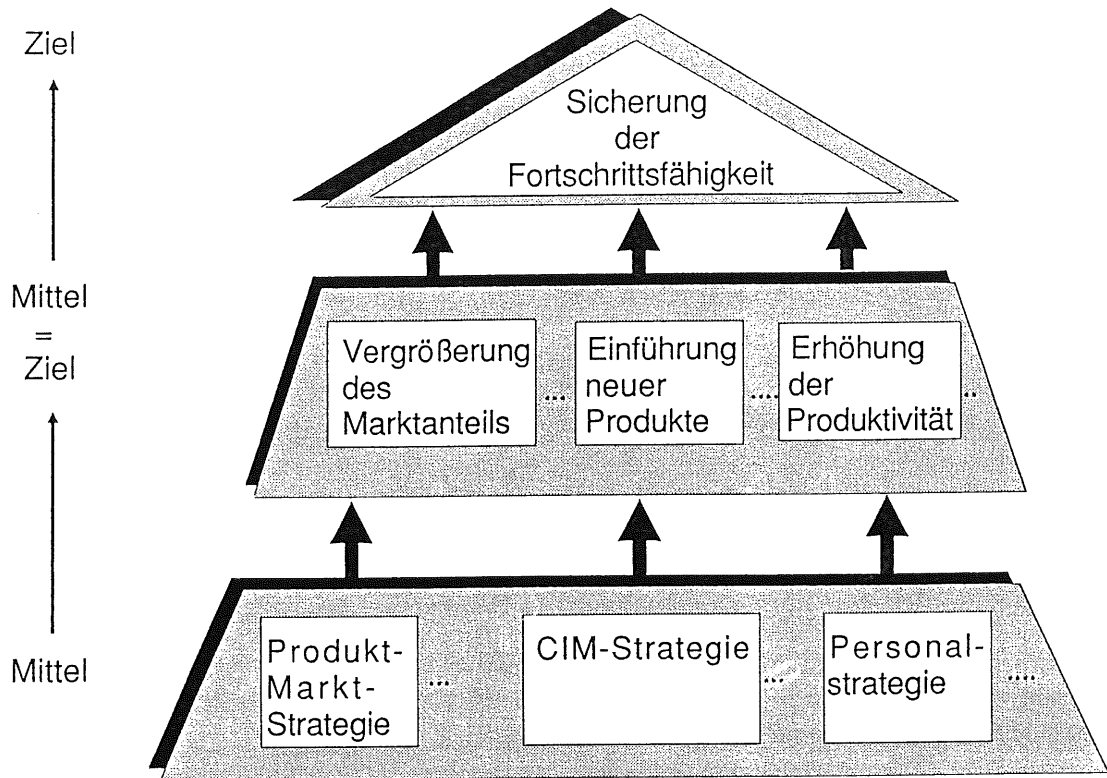 Ziel
Sicherung
der
Fortschrittsfähigkeit
Mittel
=
Ziel
Vergrößerung
des
Marktanteils
...
Einführung
neuer
Produkte
....
Erhöhung
der
Produktivität
..
Mittel
Produkt-
Markt-
Strategie
...
CIM-Strategie
...
Personal-
strategie
....